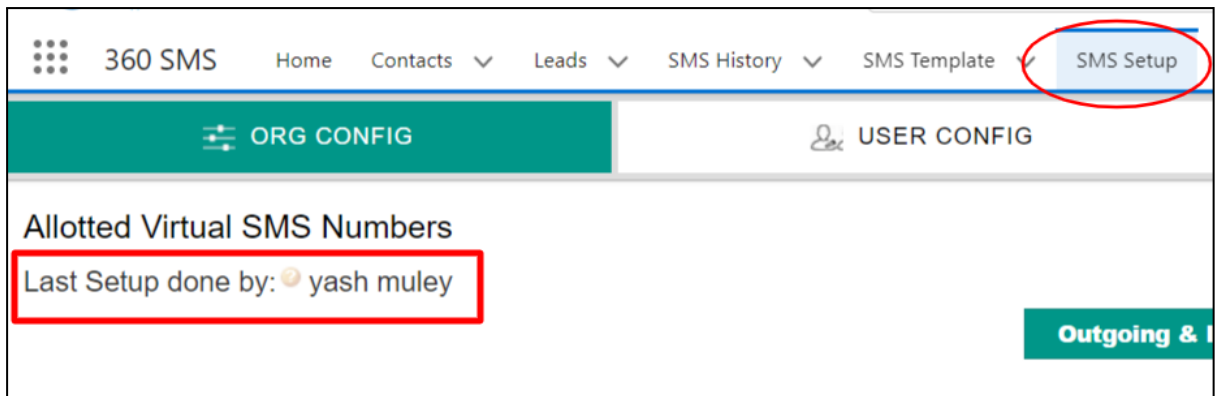 360 SMS Home Contacts Leads SMS History SMS Template SMS Setup
ORG CONFIG USER CONFIG
Allotted Virtual SMS Numbers
Last Setup done by: yash muley
Outgoing &